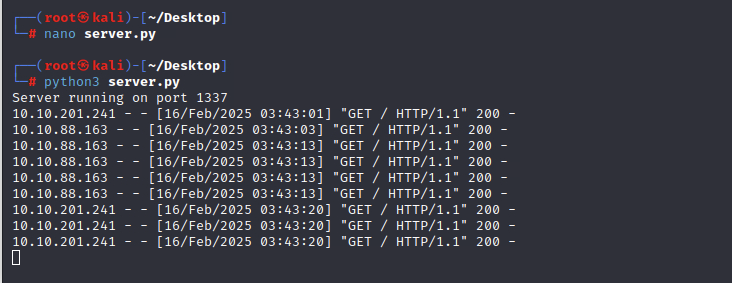 ┌──(root㉿kali)-[~/Desktop]
└─# nano server.py
┌──(root㉿kali)-[~/Desktop]
└─# python3 server.py
Server running on port 1337
10.10.201.241 - - [16/Feb/2025 03:43:01] "GET / HTTP/1.1" 200 -
10.10.88.163 - - [16/Feb/2025 03:43:03] "GET / HTTP/1.1" 200 -
10.10.88.163 - - [16/Feb/2025 03:43:13] "GET / HTTP/1.1" 200 -
10.10.88.163 - - [16/Feb/2025 03:43:13] "GET / HTTP/1.1" 200 -
10.10.88.163 - - [16/Feb/2025 03:43:13] "GET / HTTP/1.1" 200 -
10.10.88.163 - - [16/Feb/2025 03:43:13] "GET / HTTP/1.1" 200 -
10.10.201.241 - - [16/Feb/2025 03:43:20] "GET / HTTP/1.1" 200 -
10.10.201.241 - - [16/Feb/2025 03:43:20] "GET / HTTP/1.1" 200 -
10.10.201.241 - - [16/Feb/2025 03:43:20] "GET / HTTP/1.1" 200 -